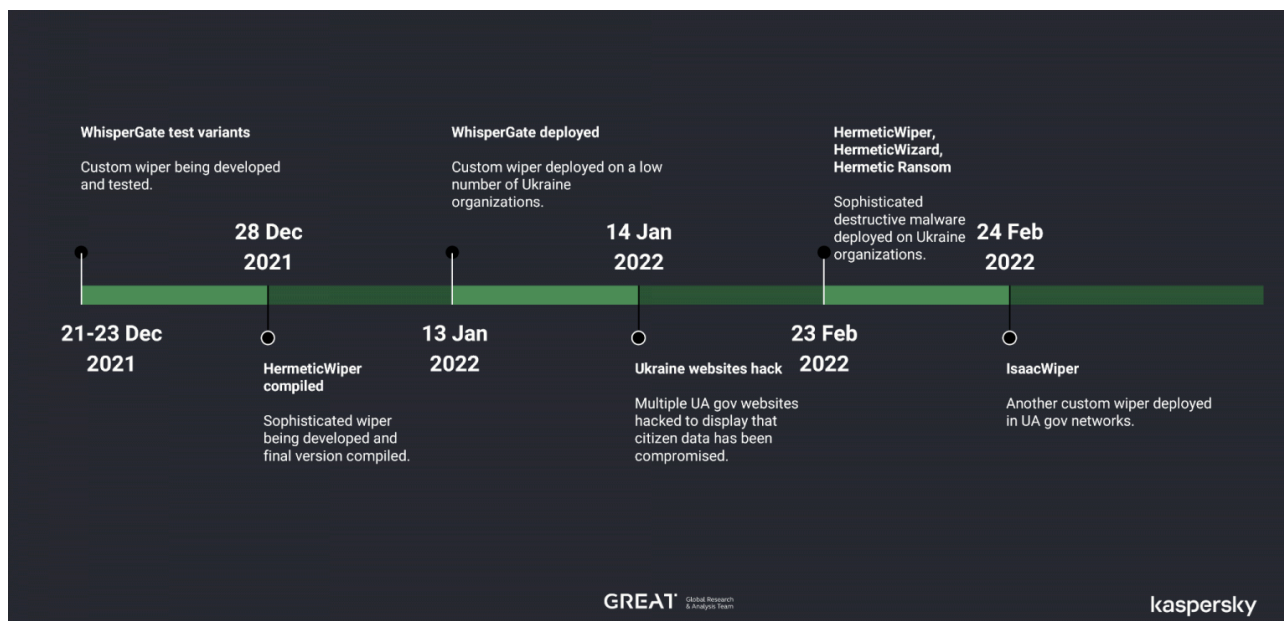 WhisperGate test variants
Custom wiper being developed
and tested.
21-23 Dec
2021
28 Dec
2021
HermeticWiper
compiled
Sophisticated wiper
being developed and
final version compiled.
WhisperGate deployed
Custom wiper deployed on a low
number of Ukraine
organizations.
13 Jan
2022
14 Jan
2022
Ukraine websites hack
Multiple UA gov websites
hacked to display that
citizen data has been
compromised.
HermeticWiper,
HermeticWizard,
Hermetic Ransom
Sophisticated
destructive malware
deployed on Ukraine
organizations.
23 Feb
2022
24 Feb
2022
IsaacWiper
Another custom wiper deployed
in UA gov networks.
GREAT
Global Research
& Analysis Team
kaspersky